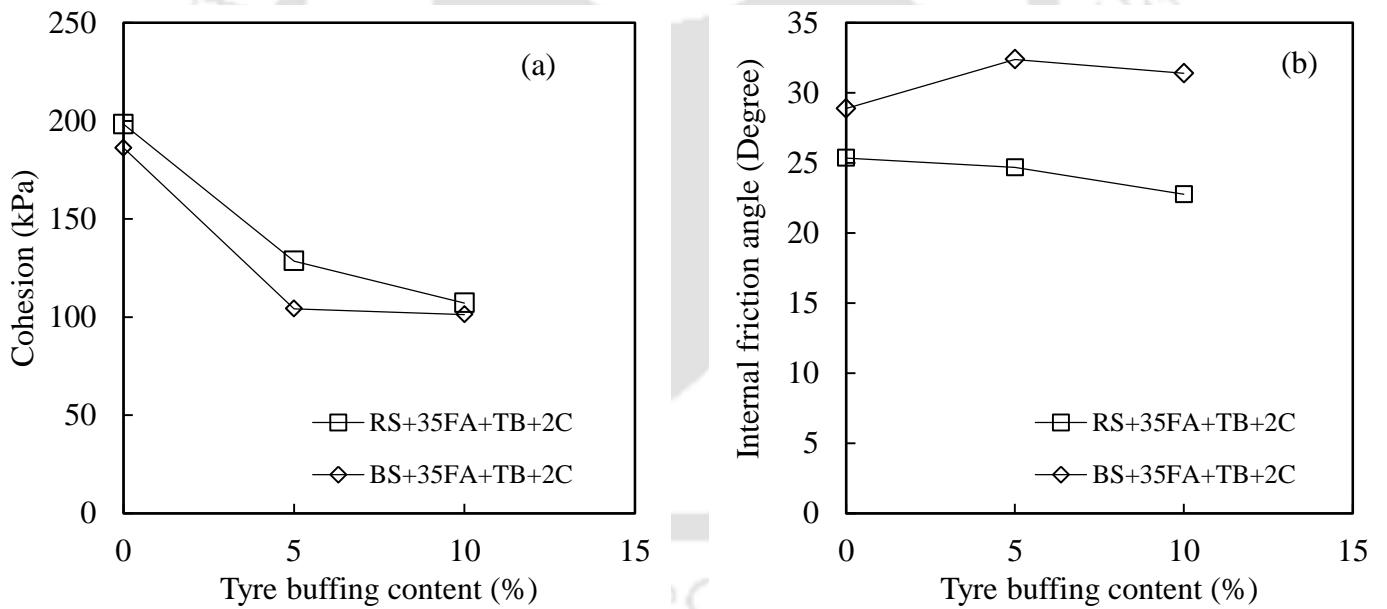 250
200
150
100
50
0
Cohesion (kPa)
(a)
RS+35FA+TB+2C
BS+35FA+TB+2C
0 5 10 15
Tyre buffing content (%)
35
30
25
20
15
10
5
0
Internal friction angle (Degree)
(b)
RS+35FA+TB+2C
BS+35FA+TB+2C
0 5 10 15
Tyre buffing content (%)